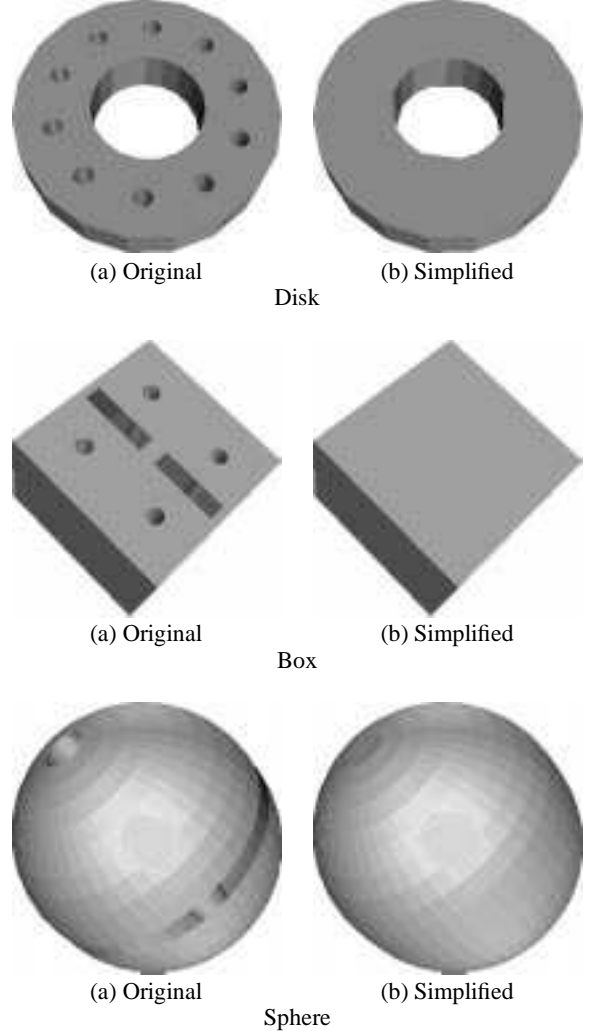 (a) Original (b) Simplified
Disk
(a) Original (b) Simplified
Box
(a) Original (b) Simplified
Sphere